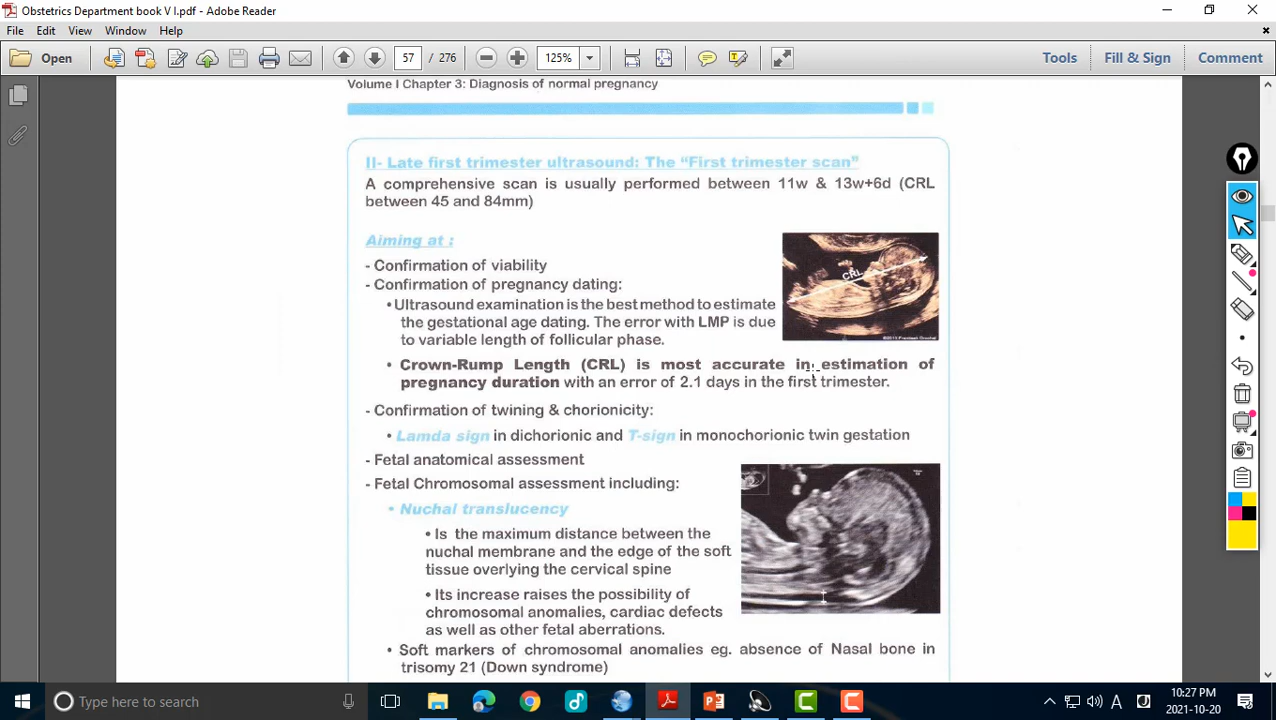 Obstetrics Department book V I.pdf - Adobe Reader
File Edit View Window Help
Open 57 / 276 125% Tools Fill & Sign Comment
Volume I Chapter 3: Diagnosis of normal pregnancy
II- Late first trimester ultrasound: The “First trimester scan”
A comprehensive scan is usually performed between 11w & 13w+6d (CRL
between 45 and 84mm)
Aiming at :
- Confirmation of viability
- Confirmation of pregnancy dating:
• Ultrasound examination is the best method to estimate
the gestational age dating. The error with LMP is due
to variable length of follicular phase.
CRL
• Crown-Rump Length (CRL) is most accurate in estimation of
pregnancy duration with an error of 2.1 days in the first trimester.
- Confirmation of twining & chorionicity:
• Lamda sign in dichorionic and T-sign in monochorionic twin gestation
- Fetal anatomical assessment
- Fetal Chromosomal assessment including:
• Nuchal translucency
• Is the maximum distance between the
nuchal membrane and the edge of the soft
tissue overlying the cervical spine
• Its increase raises the possibility of
chromosomal anomalies, cardiac defects
as well as other fetal aberrations.
• Soft markers of chromosomal anomalies eg. absence of Nasal bone in
trisomy 21 (Down syndrome)
Type here to search
A
10:27 PM
2021-10-20